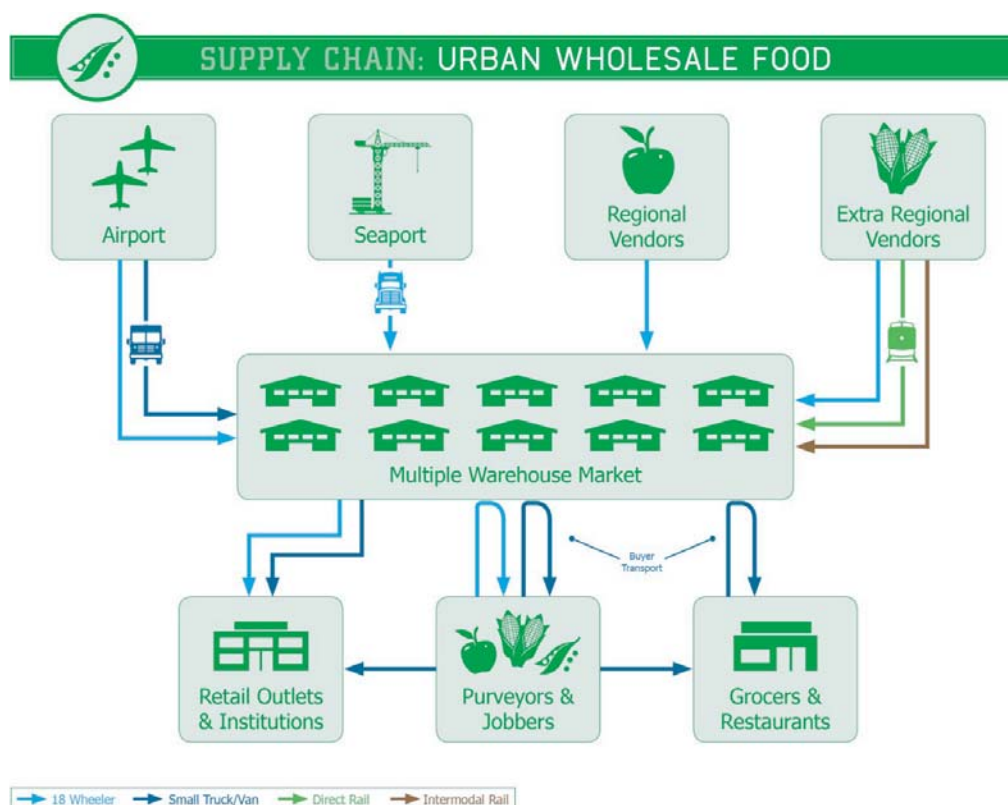 SUPPLY CHAIN: URBAN WHOLESALE FOOD
Airport
Seaport
Regional
Vendors
Extra Regional
Vendors
Multiple Warehouse Market
Buyer
Transport
Retail Outlets
& Institutions
Purveyors &
Jobbers
Grocers &
Restaurants
18 Wheeler
Small Truck/Van
Direct Rail
Intermodal Rail